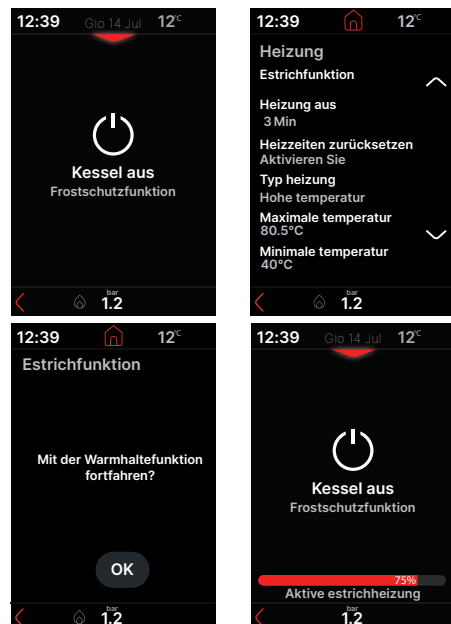 12:39 Gio 14 Jul 12°C
Kessel aus
Frostschutzfunktion
bar
1.2
12:39 12°C
Heizung
Estrichfunktion
Heizung aus
3 Min
Heizzeiten zurücksetzen
Aktivieren Sie
Typ heizung
Hohe temperatur
Maximale temperatur
80.5°C
Minimale temperatur
40°C
bar
1.2
12:39 12°C
Estrichfunktion
Mit der Warmhaltefunktion
fortfahren?
OK
bar
1.2
12:39 Gio 14 Jul 12°C
Kessel aus
Frostschutzfunktion
75%
Aktive estrichheizung
bar
1.2